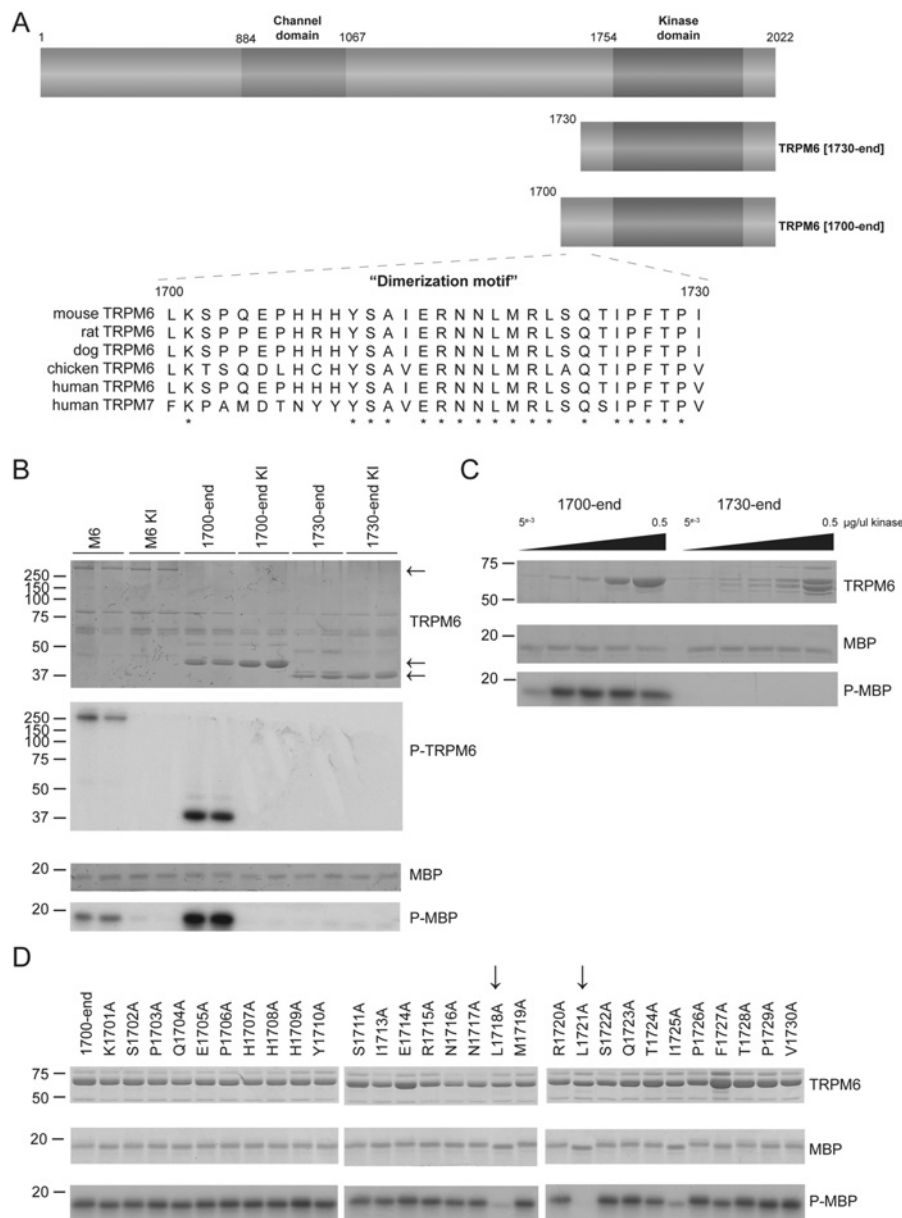 A
1
884
Channel domain
1067
1754
Kinase domain
2022
1730
TRPM6 [1730-end]
1700
TRPM6 [1700-end]
"Dimerization motif"
1700
1730
mouse TRPM6 L K S P Q E P H H H Y S A I E R N N L M R L S Q T I P F T P I
rat TRPM6 L K S P P E P H R H Y S A I E R N N L M R L S Q T I P F T P I
dog TRPM6 L K S P P E P H H H Y S A I E R N N L M R L S Q T I P F T P I
chicken TRPM6 L K T S Q D L H C H Y S A V E R N N L M R L A Q T I P F T P V
human TRPM6 L K S P Q E P H H H Y S A I E R N N L M R L S Q T I P F T P V
human TRPM7 F K P A M D T N Y Y Y S A V E R N N L M R L S Q S I P F T P V
* * * * * * * * * * * * * * * * * *
B
M6
M6 KI
1700-end
1700-end KI
1730-end
1730-end KI
250
150
100
75
50
37
TRPM6
250
150
100
75
50
37
P-TRPM6
20
MBP
20
P-MBP
C
1700-end
1730-end
5e-3
0.5
5e-3
0.5
µg/ul kinase
75
50
TRPM6
20
MBP
20
P-MBP
D
1700-end
K1701A
S1702A
P1703A
Q1704A
E1705A
P1706A
H1707A
H1708A
H1709A
Y1710A
S1711A
I1713A
E1714A
R1715A
N1716A
N1717A
L1718A
M1719A
R1720A
L1721A
S1722A
Q1723A
T1724A
I1725A
P1726A
F1727A
T1728A
P1729A
V1730A
75
50
TRPM6
20
MBP
20
P-MBP